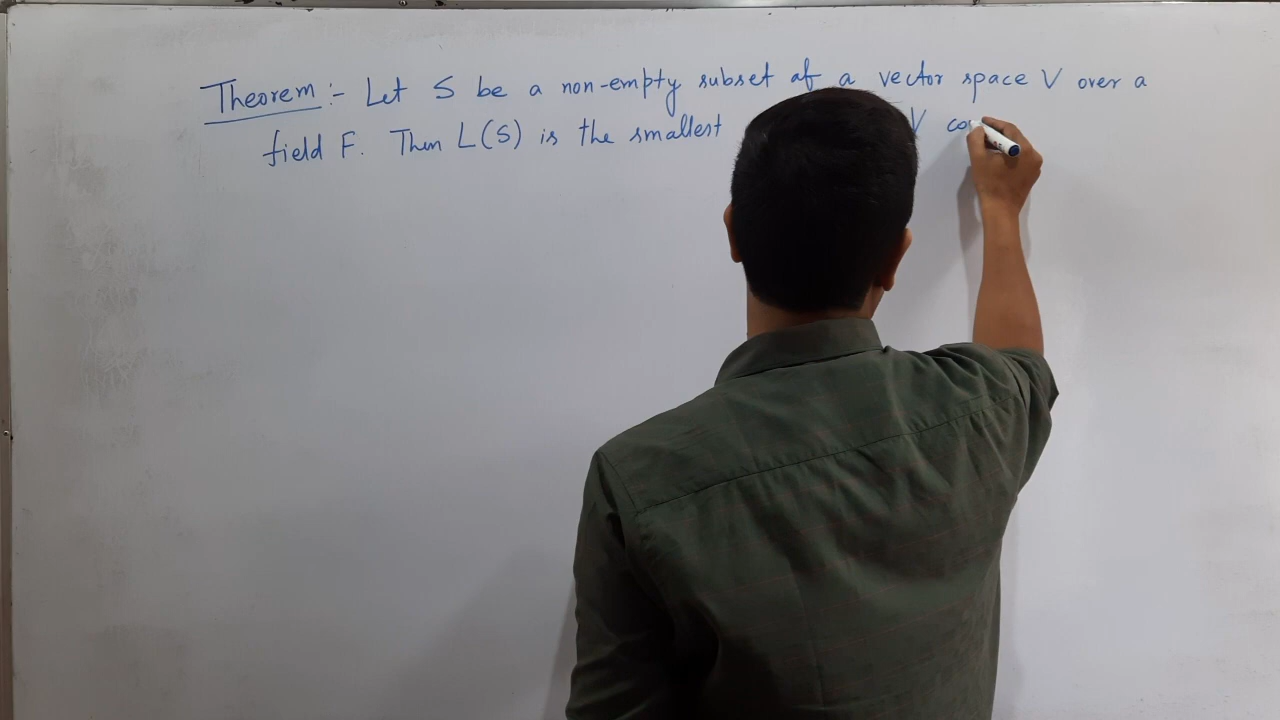 Theorem :- Let S be a non-empty subset of a vector space V over a
field F. Then L(S) is the smallest V co